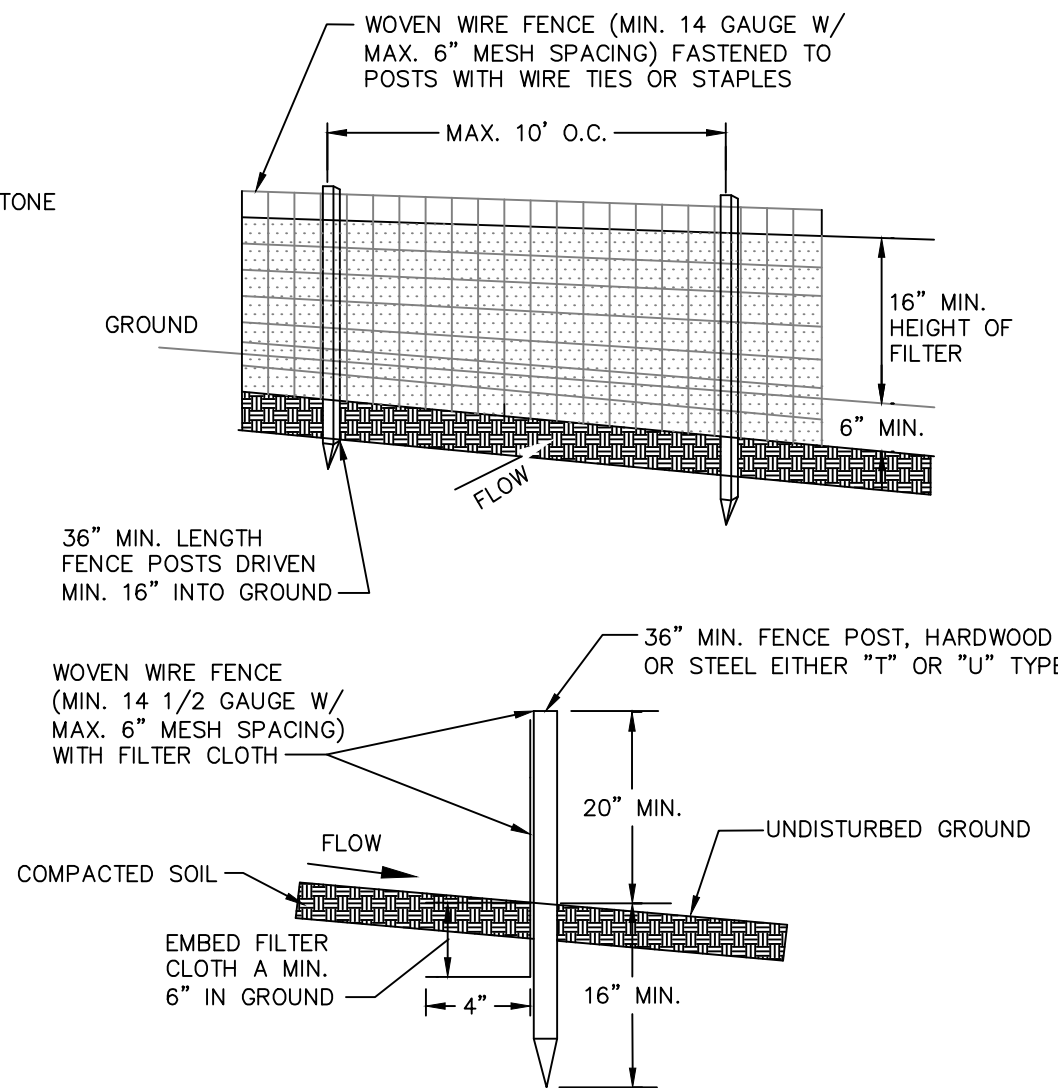 WOVEN WIRE FENCE (MIN. 14 GAUGE W/
MAX. 6" MESH SPACING) FASTENED TO
POSTS WITH WIRE TIES OR STAPLES
MAX. 10' O.C.
TONE
GROUND
16" MIN.
HEIGHT OF
FILTER
6" MIN.
FLOW
36" MIN. LENGTH
FENCE POSTS DRIVEN
MIN. 16" INTO GROUND
36" MIN. FENCE POST, HARDWOOD
OR STEEL EITHER "T" OR "U" TYPE
WOVEN WIRE FENCE
(MIN. 14 1/2 GAUGE W/
MAX. 6" MESH SPACING)
WITH FILTER CLOTH
20" MIN.
UNDISTURBED GROUND
FLOW
COMPACTED SOIL
EMBED FILTER
CLOTH A MIN.
6" IN GROUND
4"
16" MIN.